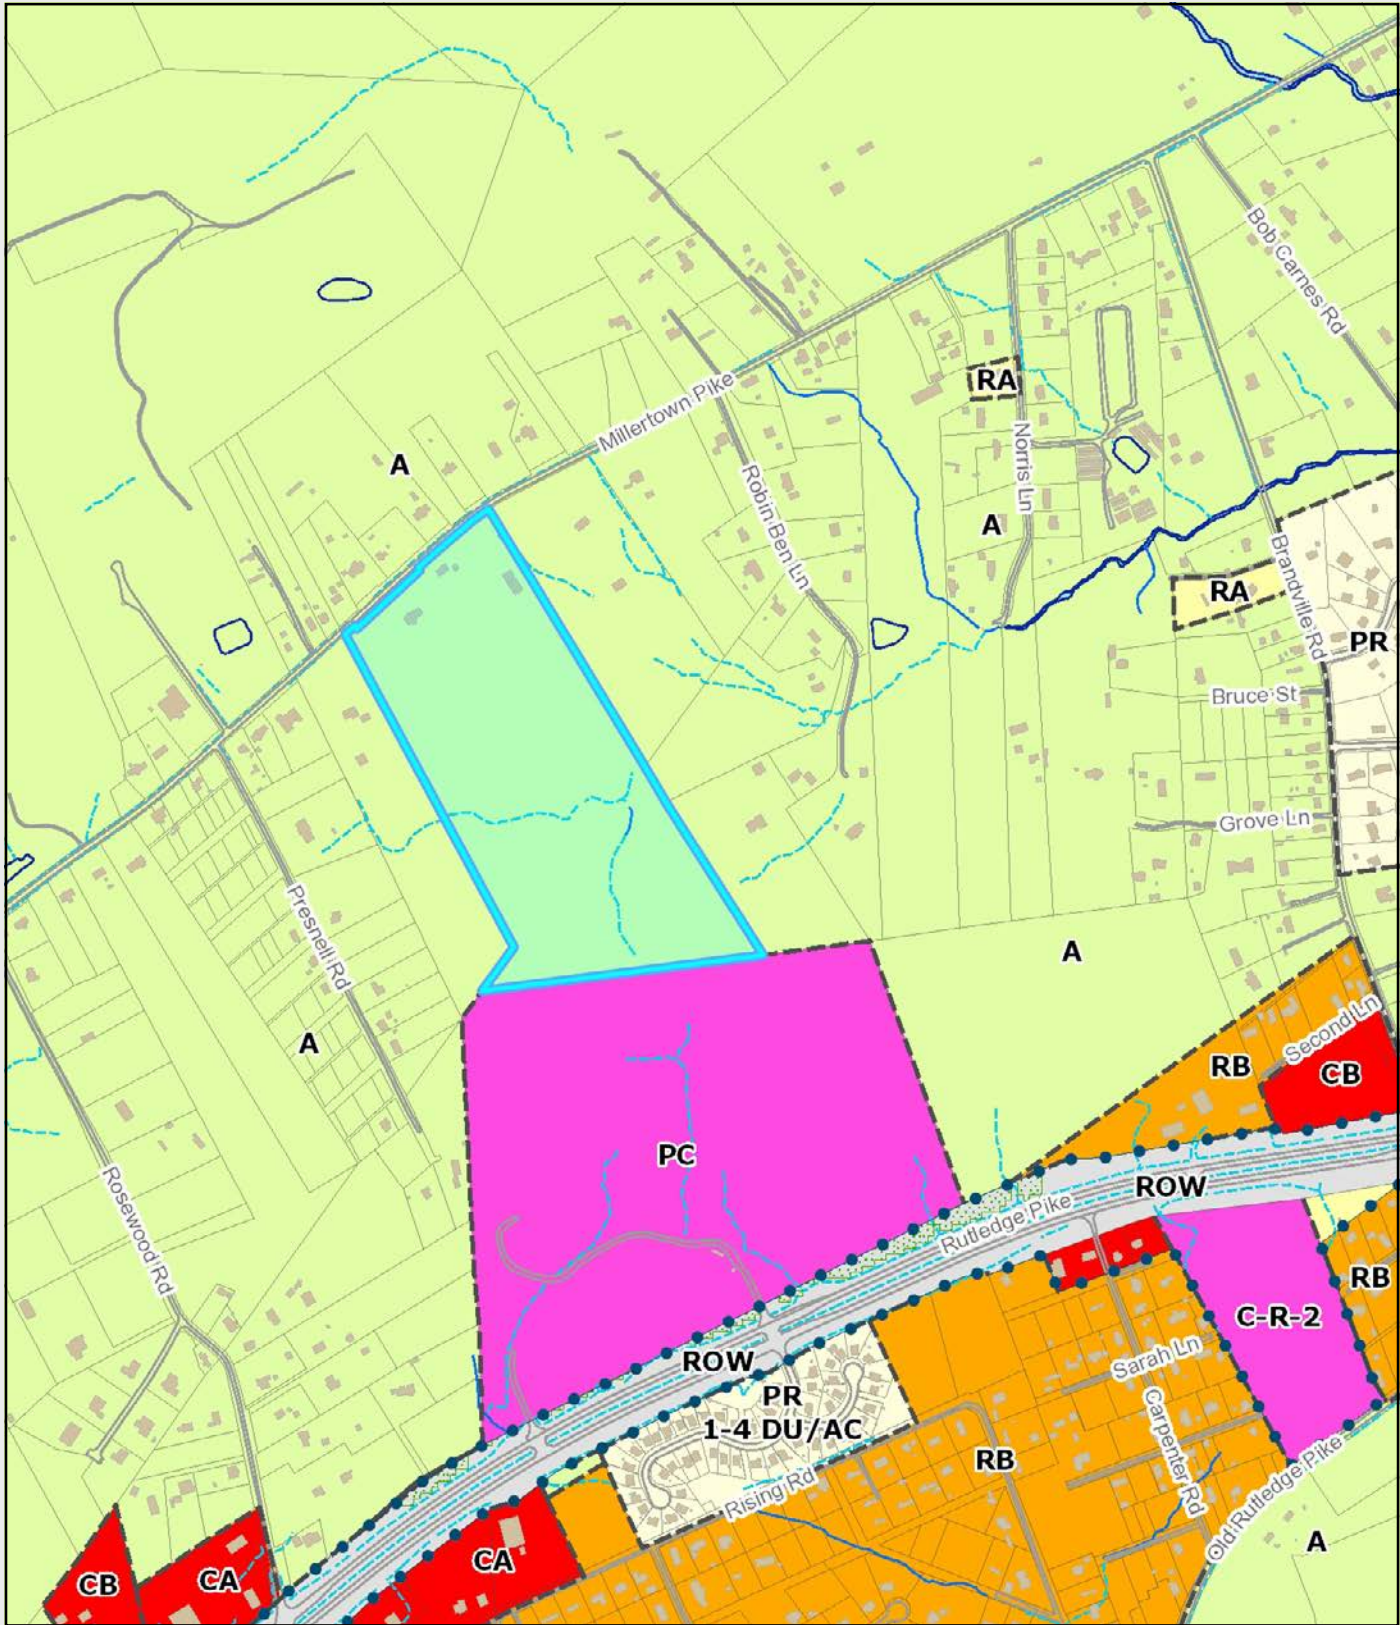 Bob Carnes Rd
RA
Millertown Pike
A
Norris Ln
Robin Ben Ln
A
Brandville Rd
RA
PR
Bruce St
Grove Ln
Presnell Rd
A
A
Second Ln
RB
CB
PC
Rosewood Rd
ROW
Rutledge Pike
RB
C-R-2
Sarah Ln
ROW
PR
1-4 DU/AC
Carpenter Rd
RB
Rising Rd
Old Rutledge Pike
A
CA
CA
CB